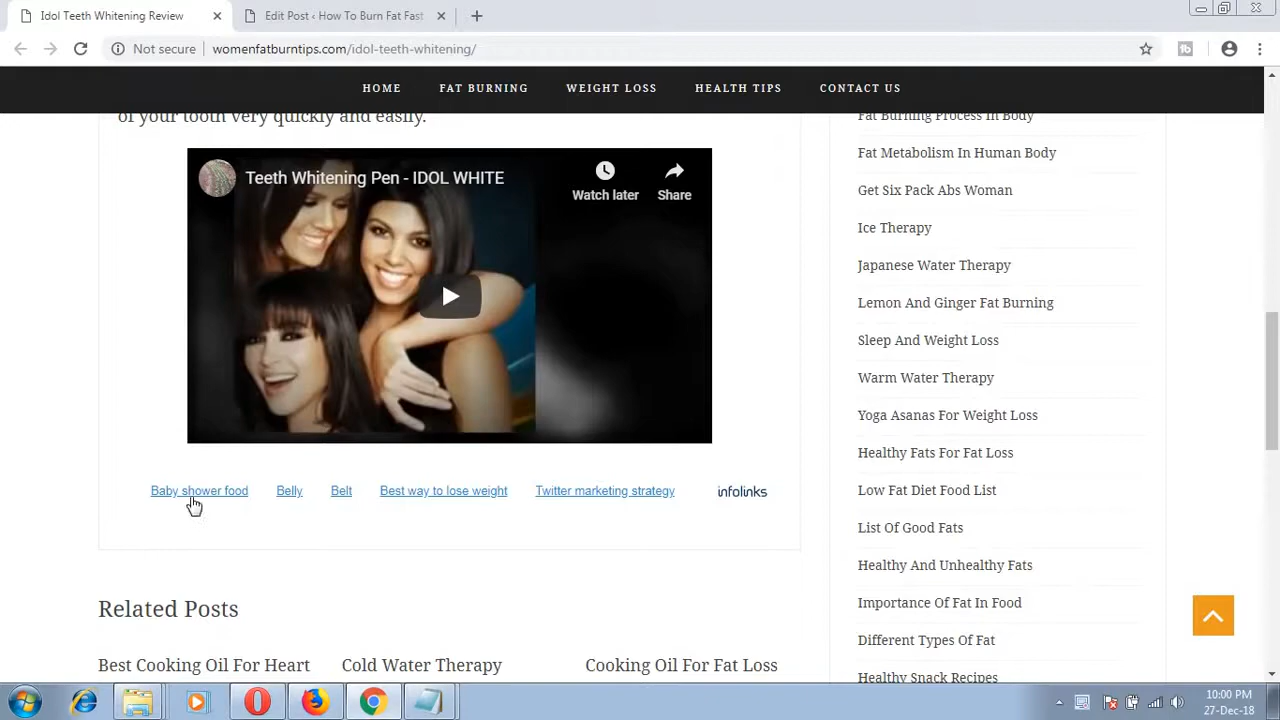 Idol Teeth Whitening Review
Edit Post ‹ How To Burn Fat Fast
Not secure
womenfatburntips.com/idol-teeth-whitening/
HOME FAT BURNING WEIGHT LOSS HEALTH TIPS CONTACT US
of your tooth very quickly and easily.
Teeth Whitening Pen - IDOL WHITE
Watch later
Share
Baby shower food Belly Belt Best way to lose weight Twitter marketing strategy infolinks
Related Posts
Best Cooking Oil For Heart
Cold Water Therapy
Cooking Oil For Fat Loss
Fat Burning Process In Body
Fat Metabolism In Human Body
Get Six Pack Abs Woman
Ice Therapy
Japanese Water Therapy
Lemon And Ginger Fat Burning
Sleep And Weight Loss
Warm Water Therapy
Yoga Asanas For Weight Loss
Healthy Fats For Fat Loss
Low Fat Diet Food List
List Of Good Fats
Healthy And Unhealthy Fats
Importance Of Fat In Food
Different Types Of Fat
Healthy Snack Recipes
10:00 PM
27-Dec-18